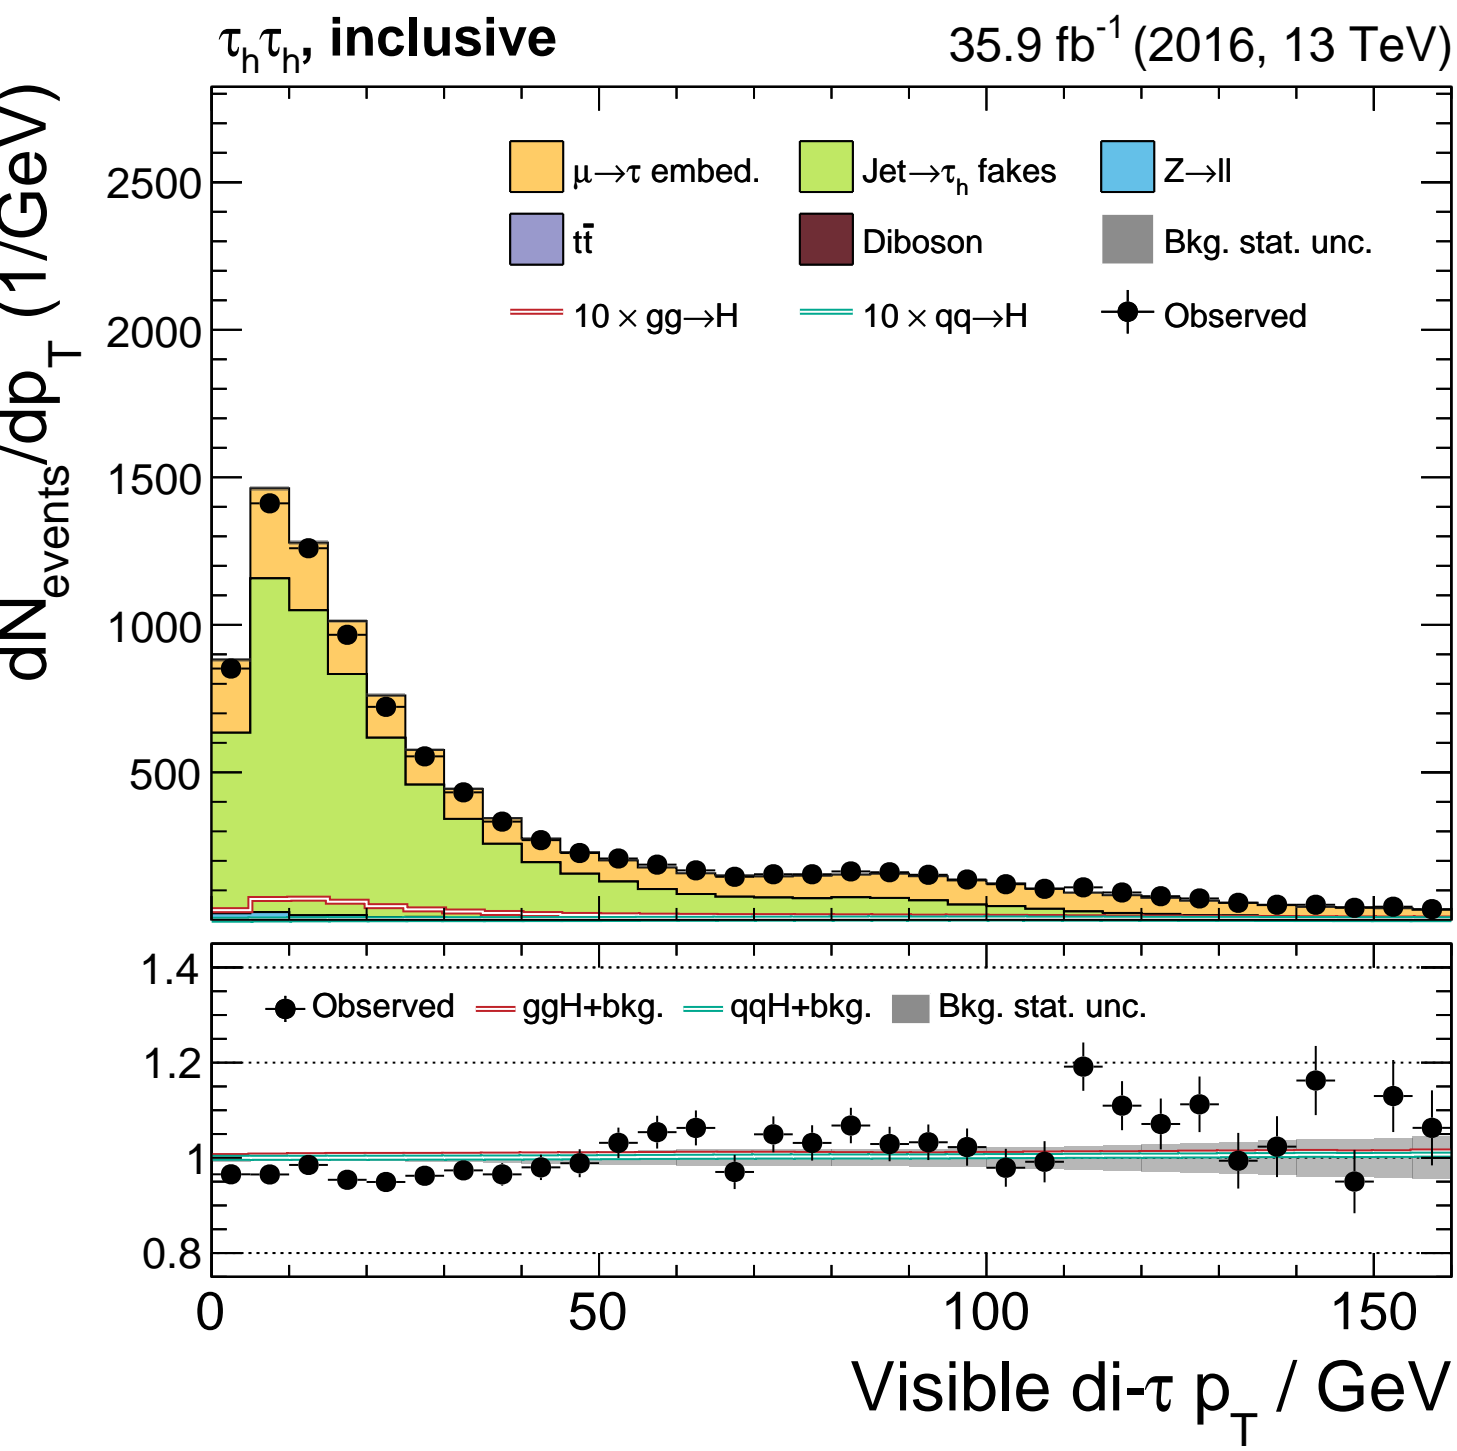 τhτh, inclusive 35.9 fb-1 (2016, 13 TeV)
dNevents/dpT (1/GeV)
μ→τ embed. Jet→τh fakes Z→ll
tt̄ Diboson Bkg. stat. unc.
10 × gg→H 10 × qq→H Observed
2500
2000
1500
1000
500
1.4
Observed ggH+bkg. qqH+bkg. Bkg. stat. unc.
1.2
1
0.8
0 50 100 150
Visible di-τ pT / GeV